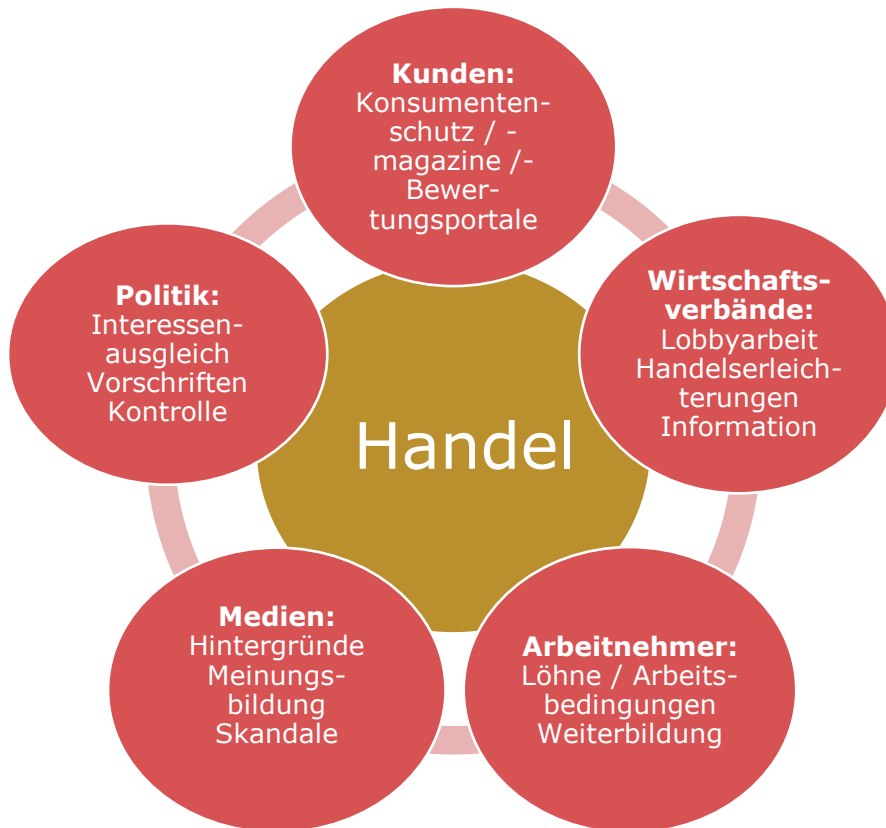 Kunden:
Konsumenten-
schutz / -
magazine /-
Bewer-
tungsportale
Wirtschafts-
verbände:
Lobbyarbeit
Handelserleich-
terungen
Information
Arbeitnehmer:
Löhne / Arbeits-
bedingungen
Weiterbildung
Medien:
Hintergründe
Meinungs-
bildung
Skandale
Politik:
Interessen-
ausgleich
Vorschriften
Kontrolle
Handel